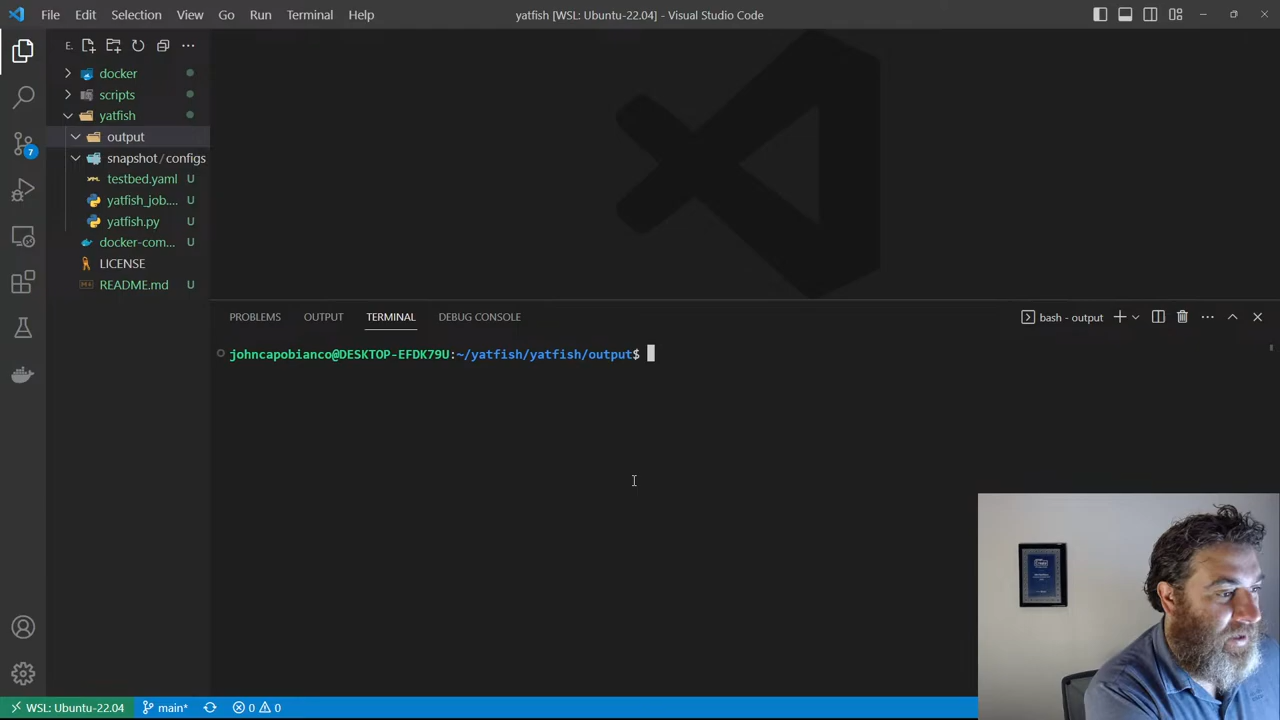 File Edit Selection View Go Run Terminal Help
yatfish [WSL: Ubuntu-22.04] - Visual Studio Code
E.
docker
scripts
yatfish
output
snapshot/configs
testbed.yaml U
yatfish_job.... U
yatfish.py U
docker-com... U
LICENSE
README.md U
7
PROBLEMS OUTPUT TERMINAL DEBUG CONSOLE
bash - output
johncapobianco@DESKTOP-EFDK79U:~/yatfish/yatfish/output$
WSL: Ubuntu-22.04 main* 0 0